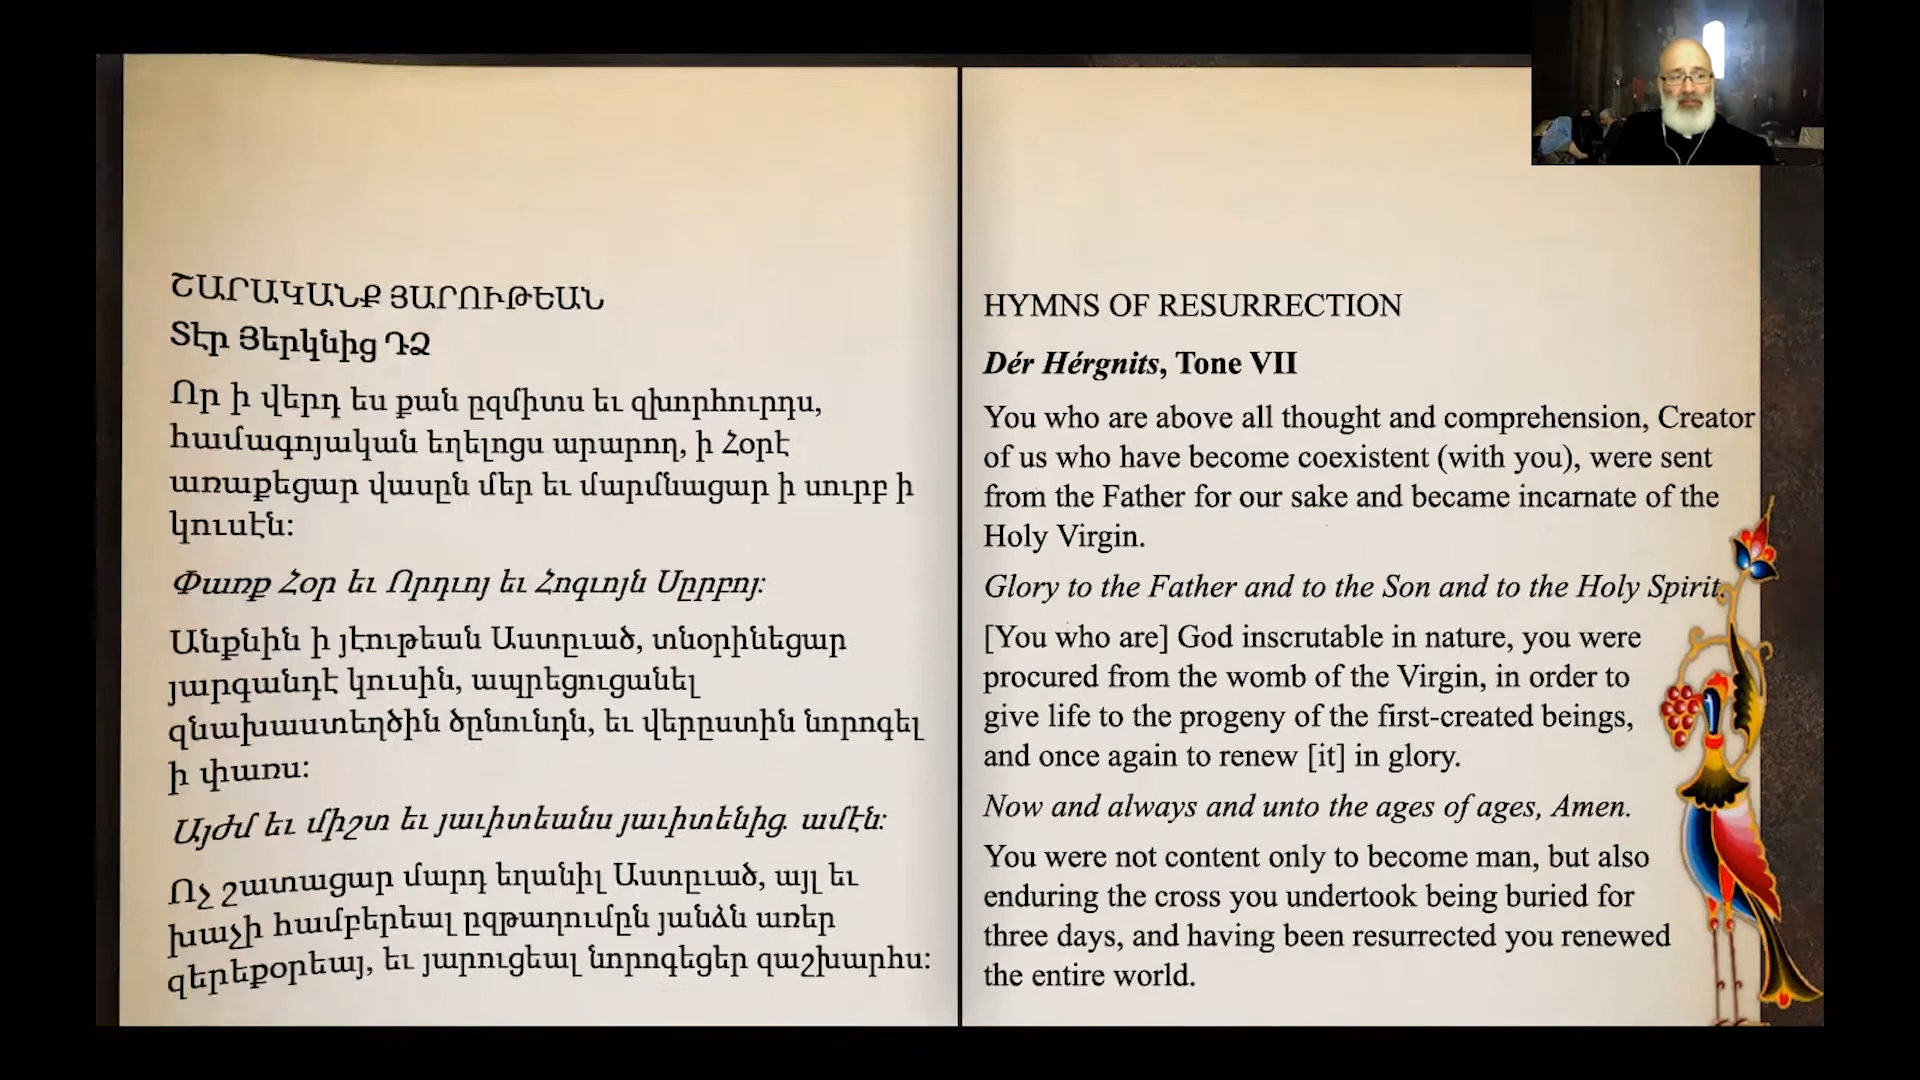 ՇԱՐԱԿԱՆՔ ՅԱՐՈՒԹԵԱՆ
Տէր Յերկնից ԴՁ
Որ ի վերդ ես քան ըզմիտս եւ զխորհուրդս,
համագոյական եղելոցս արարող, ի Հօրէ
առաքեցար վասըն մեր եւ մարմնացար ի սուրբ ի
կուսէն:
Փառք Հօր եւ Որդւոյ եւ Հոգւոյն Սըրբոյ:
Անքնին ի յէութեան Աստըւած, տնօրինեցար
յարգանդէ կուսին, ապրեցուցանել
զնախաստեղծին ծընունդն, եւ վերըստին նորոգել
ի փառս:
Այժմ եւ միշտ եւ յաւիտեանս յաւիտենից. ամէն:
Ոչ շատացար մարդ եղանիլ Աստըւած, այլ եւ
խաչի համբերեալ ըզթաղումըն յանձն առեր
զերեքօրեայ, եւ յարուցեալ նորոգեցեր զաշխարհս:
HYMNS OF RESURRECTION
Dér Hérgnits, Tone VII
You who are above all thought and comprehension, Creator
of us who have become coexistent (with you), were sent
from the Father for our sake and became incarnate of the
Holy Virgin.
Glory to the Father and to the Son and to the Holy Spirit.
[You who are] God inscrutable in nature, you were
procured from the womb of the Virgin, in order to
give life to the progeny of the first-created beings,
and once again to renew [it] in glory.
Now and always and unto the ages of ages, Amen.
You were not content only to become man, but also
enduring the cross you undertook being buried for
three days, and having been resurrected you renewed
the entire world.